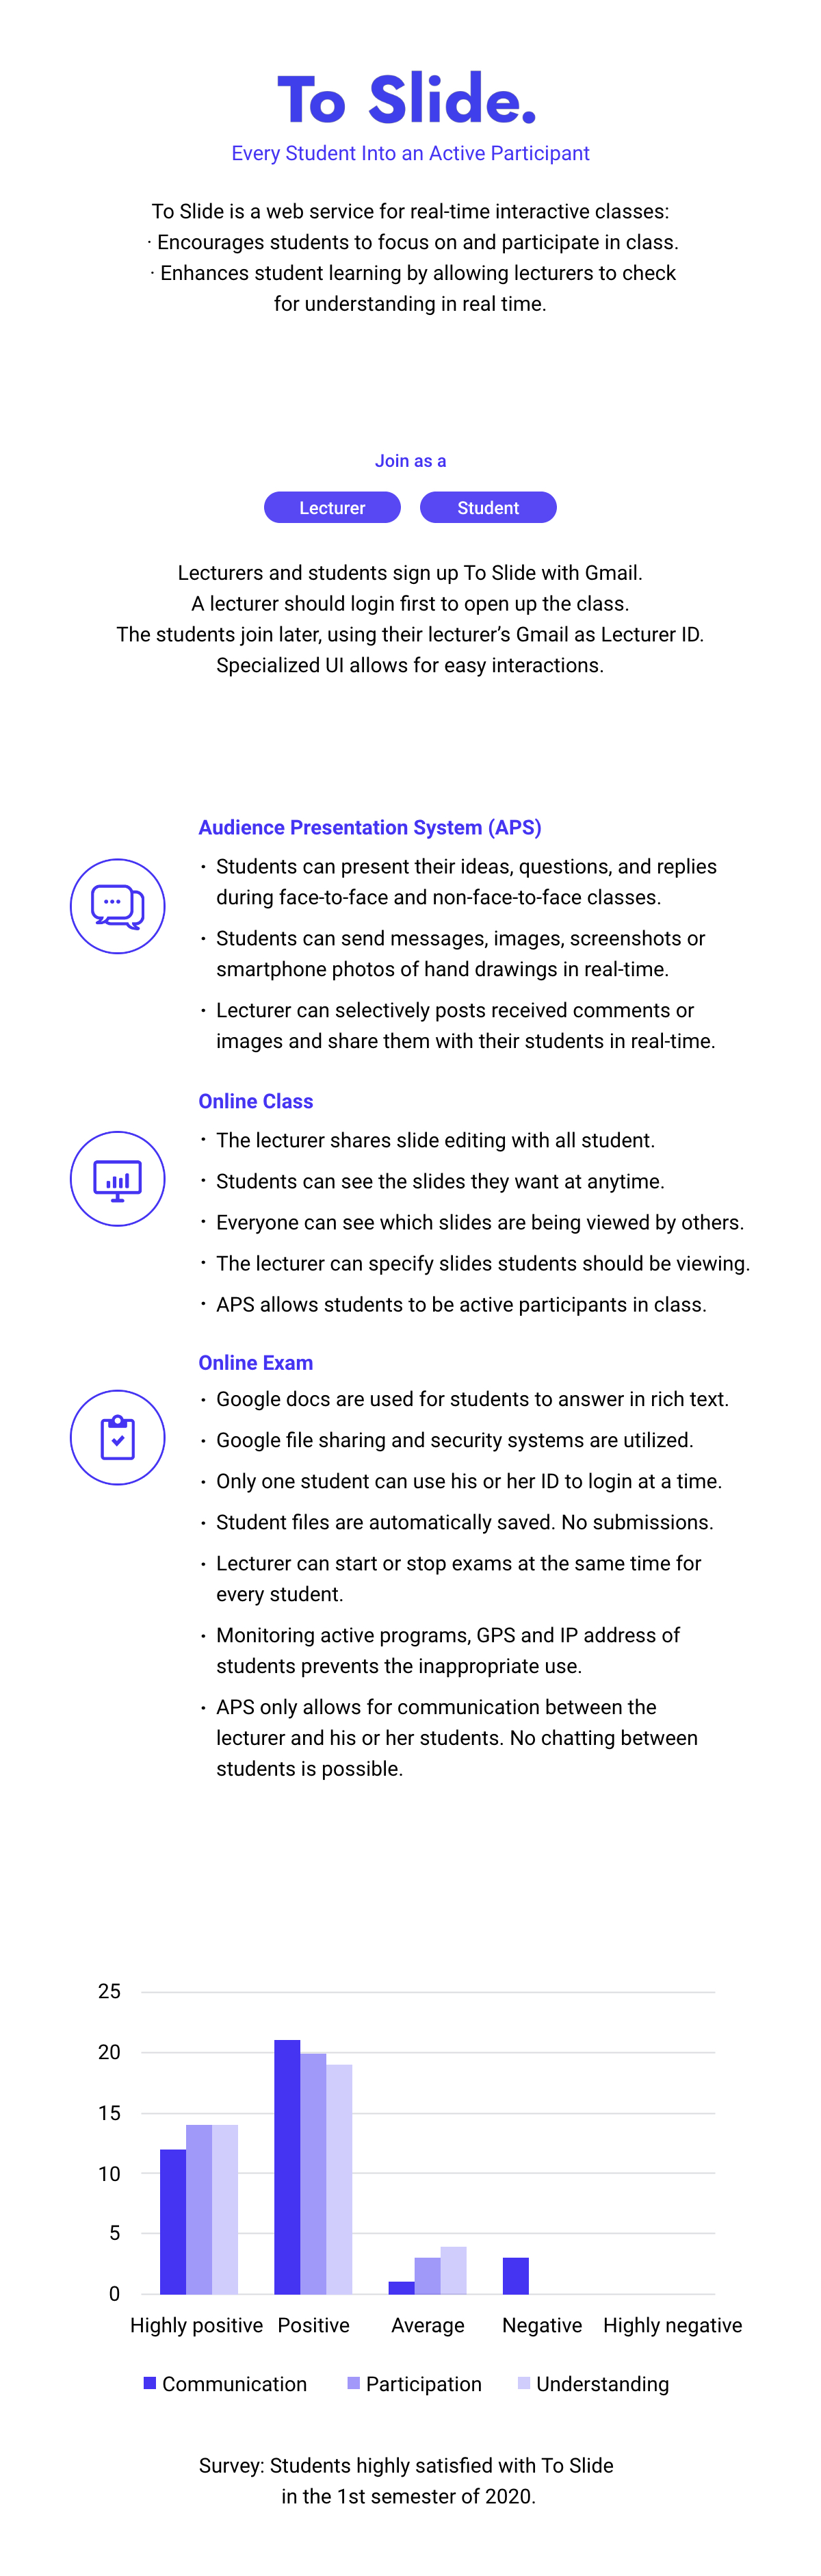 To Slide.
Every Student Into an Active Participant
To Slide is a web service for real-time interactive classes:
· Encourages students to focus on and participate in class.
· Enhances student learning by allowing lecturers to check
for understanding in real time.
Join as a
Lecturer Student
Lecturers and students sign up To Slide with Gmail.
A lecturer should login first to open up the class.
The students join later, using their lecturer’s Gmail as Lecturer ID.
Specialized UI allows for easy interactions.
Audience Presentation System (APS)
· Students can present their ideas, questions, and replies
during face-to-face and non-face-to-face classes.
· Students can send messages, images, screenshots or
smartphone photos of hand drawings in real-time.
· Lecturer can selectively posts received comments or
images and share them with their students in real-time.
Online Class
· The lecturer shares slide editing with all student.
· Students can see the slides they want at anytime.
· Everyone can see which slides are being viewed by others.
· The lecturer can specify slides students should be viewing.
· APS allows students to be active participants in class.
Online Exam
· Google docs are used for students to answer in rich text.
· Google file sharing and security systems are utilized.
· Only one student can use his or her ID to login at a time.
· Student files are automatically saved. No submissions.
· Lecturer can start or stop exams at the same time for
every student.
· Monitoring active programs, GPS and IP address of
students prevents the inappropriate use.
· APS only allows for communication between the
lecturer and his or her students. No chatting between
students is possible.
25
20
15
10
5
0
Highly positive Positive Average Negative Highly negative
Communication Participation Understanding
Survey: Students highly satisfied with To Slide
in the 1st semester of 2020.